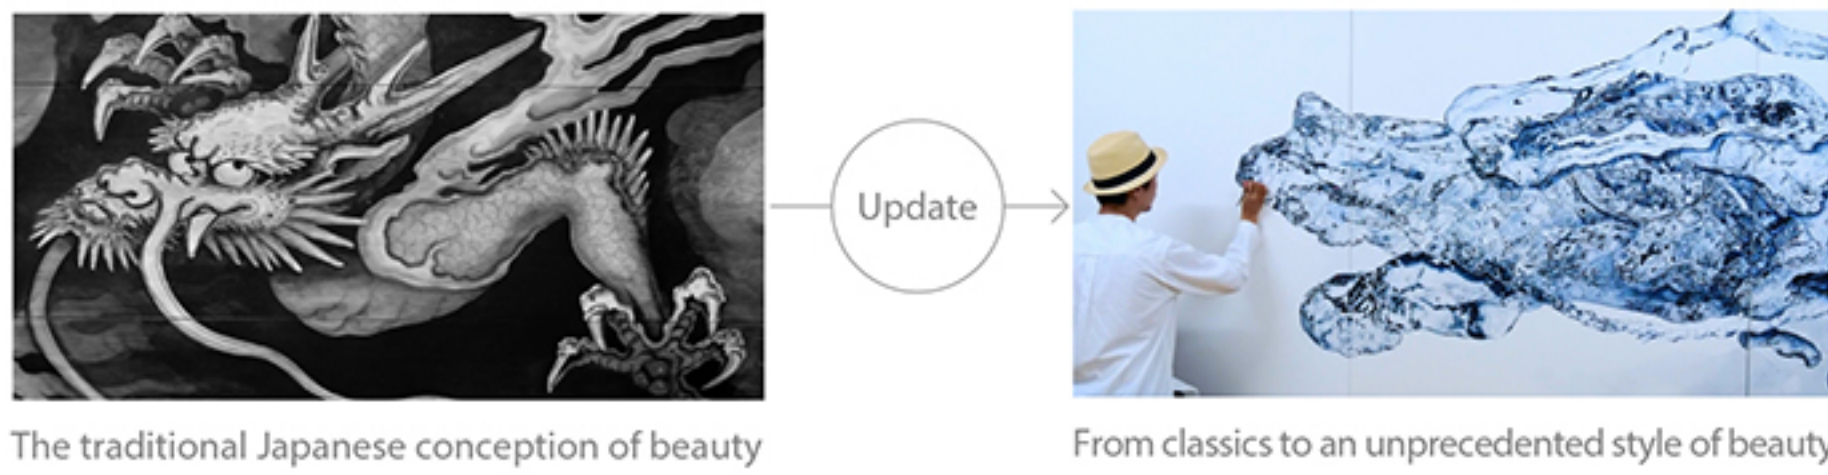 Update
The traditional Japanese conception of beauty
From classics to an unprecedented style of beauty